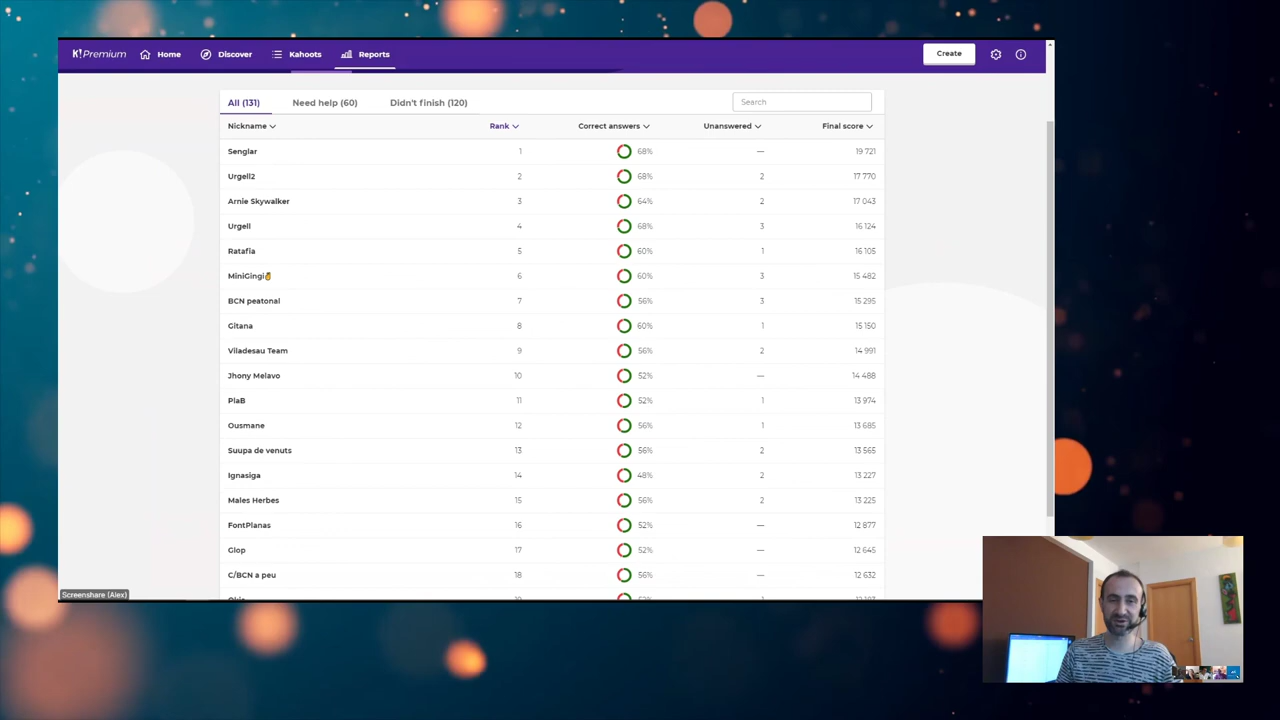 K! Premium Home Discover Kahoots Reports Create
All (131) Need help (60) Didn't finish (120) Search
Nickname Rank Correct answers Unanswered Final score
Senglar 1 68% — 19 721
Urgell2 2 68% 2 17 770
Arnie Skywalker 3 64% 2 17 043
Urgell 4 68% 3 16 124
Ratafia 5 60% 1 16 105
MiniGingi🍍 6 60% 3 15 482
BCN peatonal 7 56% 3 15 295
Gitana 8 60% 1 15 150
Viladesau Team 9 56% 2 14 991
Jhony Melavo 10 52% — 14 488
PlaB 11 52% 1 13 974
Ousmane 12 56% 1 13 685
Suupa de venuts 13 56% 2 13 565
Ignasiga 14 48% 2 13 227
Males Herbes 15 56% 2 13 225
FontPlanas 16 52% — 12 877
Glop 17 52% — 12 645
C/BCN a peu 18 56% — 12 632
Screenshare (Alex)